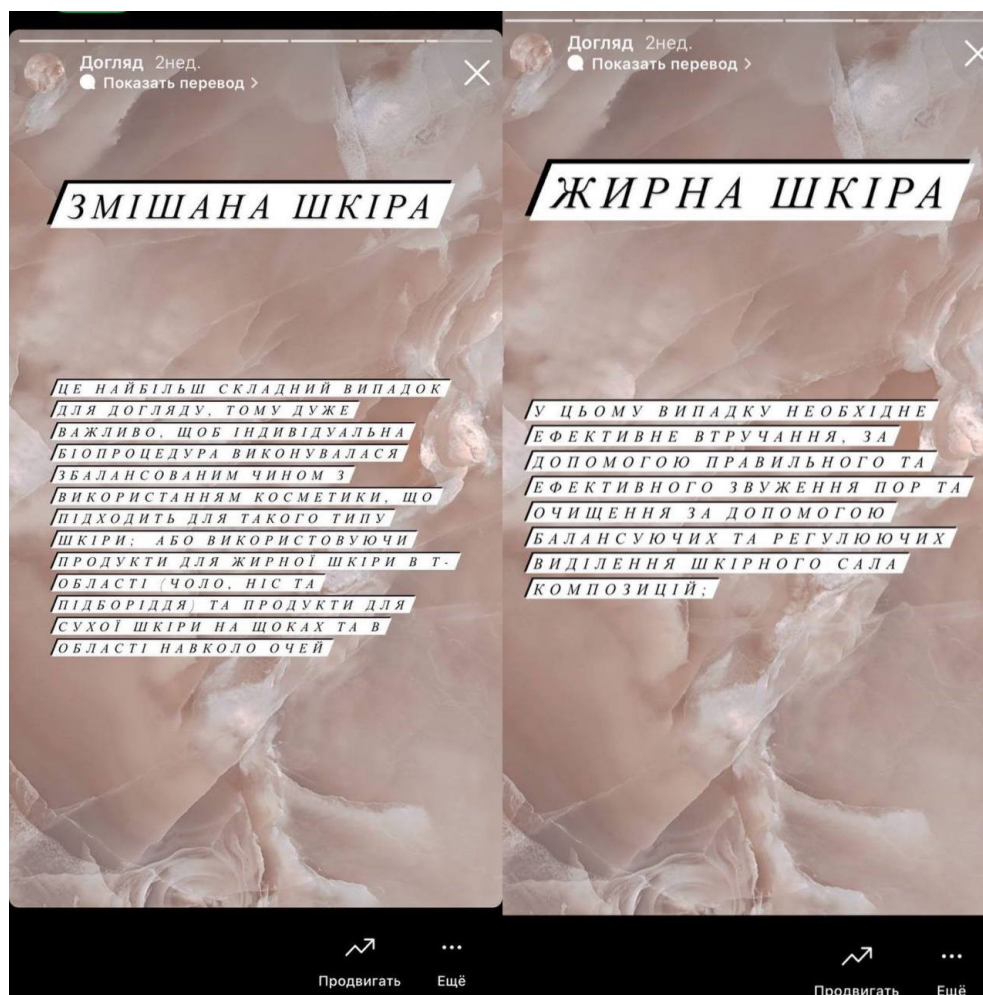 Догляд 2нед.
Показать перевод >
ЗМІШАНА ШКІРА
ЦЕ НАЙБІЛЬШ СКЛАДНИЙ ВИПАДОК
ДЛЯ ДОГЛЯДУ, ТОМУ ДУЖЕ
ВАЖЛИВО, ЩОБ ІНДИВІДУАЛЬНА
БІОПРОЦЕДУРА ВИКОНУВАЛАСЯ
ЗБАЛАНСОВАНИМ ЧИНОМ З
ВИКОРИСТАННЯМ КОСМЕТИКИ, ЩО
ПІДХОДИТЬ ДЛЯ ТАКОГО ТИПУ
ШКІРИ; АБО ВИКОРИСТОВУЮЧИ
ПРОДУКТИ ДЛЯ ЖИРНОЇ ШКІРИ В Т-
ОБЛАСТІ (ЧОЛО, НІС ТА
ПІДБОРІДДЯ) ТА ПРОДУКТИ ДЛЯ
СУХОЇ ШКІРИ НА ЩОКАХ ТА В
ОБЛАСТІ НАВКОЛО ОЧЕЙ
Продвигать Ещё
Догляд 2нед.
Показать перевод >
ЖИРНА ШКІРА
У ЦЬОМУ ВИПАДКУ НЕОБХІДНЕ
ЕФЕКТИВНЕ ВТРУЧАННЯ, ЗА
ДОПОМОГОЮ ПРАВИЛЬНОГО ТА
ЕФЕКТИВНОГО ЗВУЖЕННЯ ПОР ТА
ОЧИЩЕННЯ ЗА ДОПОМОГОЮ
БАЛАНСУЮЧИХ ТА РЕГУЛЮЮЧИХ
ВИДІЛЕННЯ ШКІРНОГО САЛА
КОМПОЗИЦІЙ;
Продвигать Ещё